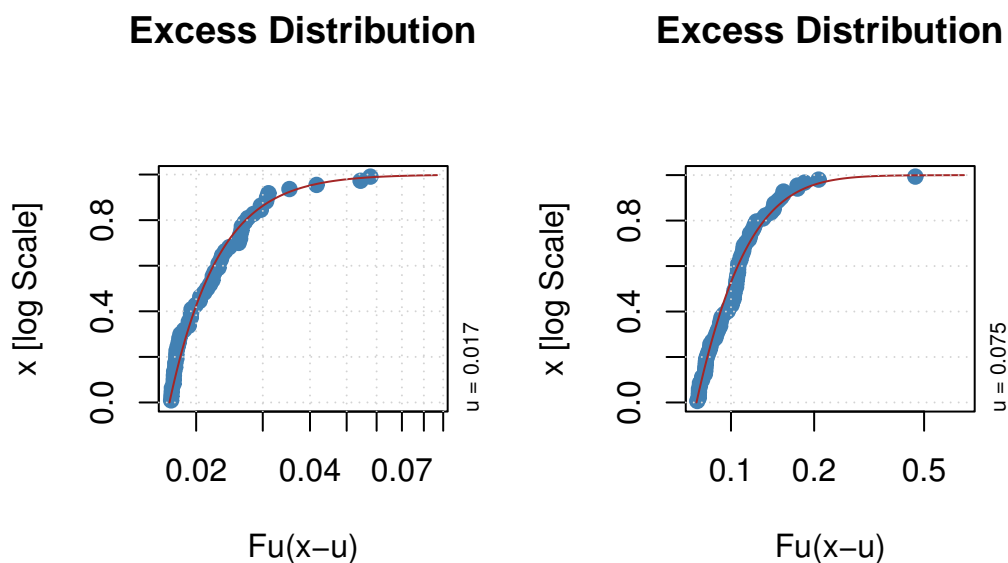 Excess Distribution
x [log Scale]
0.0 0.4 0.8
0.02 0.04 0.07
Fu(x−u)
u = 0.017
Excess Distribution
x [log Scale]
0.0 0.4 0.8
0.1 0.2 0.5
Fu(x−u)
u = 0.075